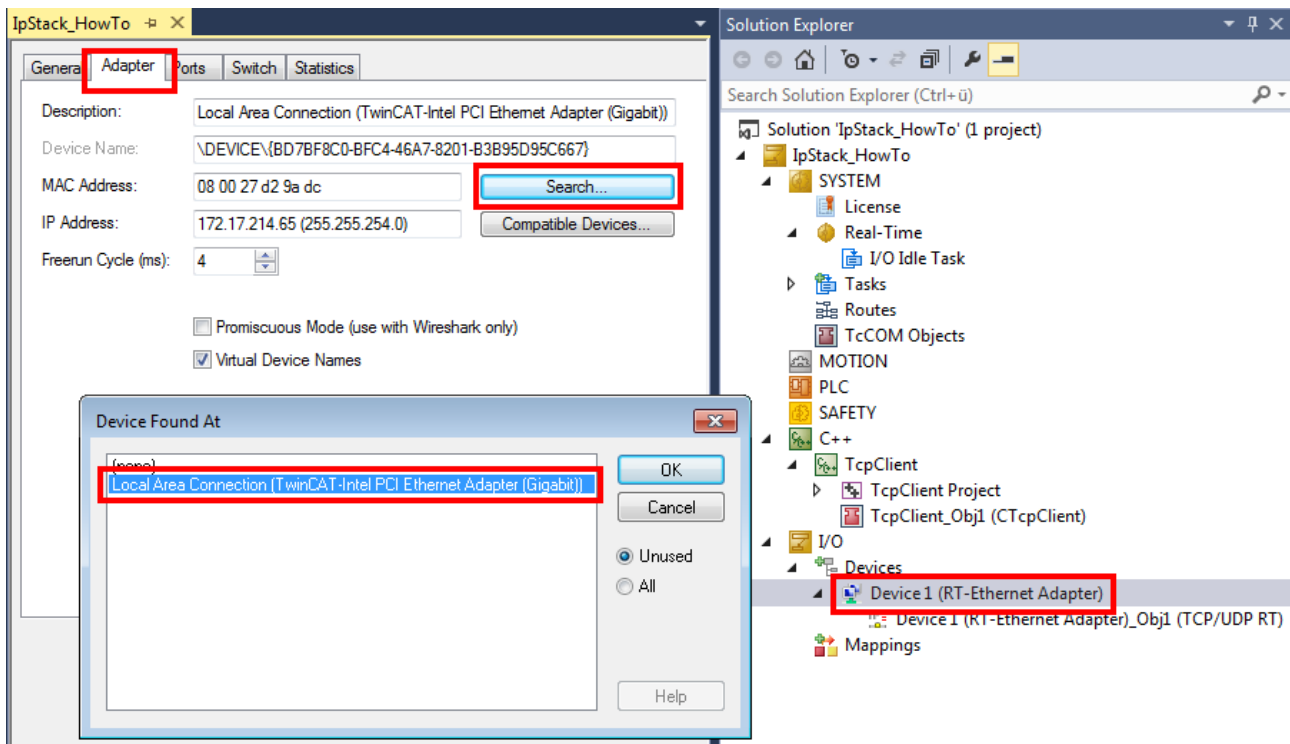 IpStack_HowTo
General Adapter Ports Switch Statistics
Description: Local Area Connection (TwinCAT-Intel PCI Ethernet Adapter (Gigabit))
Device Name: \DEVICE\{BD7BF8C0-BFC4-46A7-8201-B3B95D95C667}
MAC Address: 08 00 27 d2 9a dc Search...
IP Address: 172.17.214.65 (255.255.254.0) Compatible Devices...
Freerun Cycle (ms): 4
Promiscuous Mode (use with Wireshark only)
Virtual Device Names
Device Found At
(none)
Local Area Connection (TwinCAT-Intel PCI Ethernet Adapter (Gigabit))
OK
Cancel
Unused
All
Help
Solution Explorer
Search Solution Explorer (Ctrl+ü)
Solution 'IpStack_HowTo' (1 project)
IpStack_HowTo
SYSTEM
License
Real-Time
I/O Idle Task
Tasks
Routes
TcCOM Objects
MOTION
PLC
SAFETY
C++
TcpClient
TcpClient Project
TcpClient_Obj1 (CTcpClient)
I/O
Devices
Device 1 (RT-Ethernet Adapter)
Device 1 (RT-Ethernet Adapter)_Obj1 (TCP/UDP RT)
Mappings